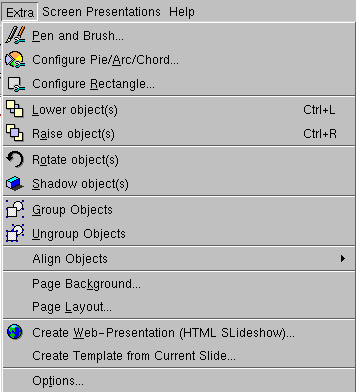 Extra Screen Presentations Help
Pen and Brush...
Configure Pie/Arc/Chord...
Configure Rectangle...
Lower object(s) Ctrl+L
Raise object(s) Ctrl+R
Rotate object(s)
Shadow object(s)
Group Objects
Ungroup Objects
Align Objects
Page Background...
Page Layout...
Create Web-Presentation (HTML SLideshow)...
Create Template from Current Slide...
Options...